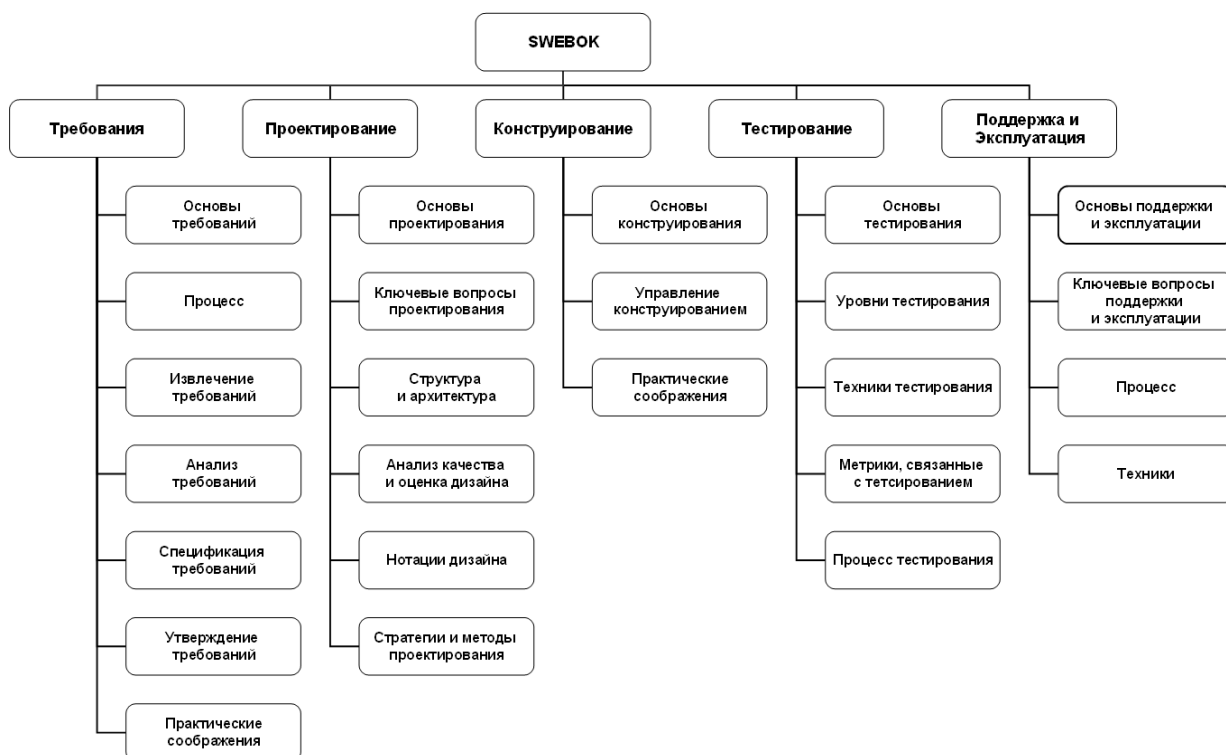 SWEBOK
Требования
Проектирование
Конструирование
Тестирование
Поддержка и
Эксплуатация
Основы
требований
Процесс
Извлечение
требований
Анализ
требований
Спецификация
требований
Утверждение
требований
Практические
соображения
Основы
проектирования
Ключевые вопросы
проектирования
Структура
и архитектура
Анализ качества
и оценка дизайна
Нотации дизайна
Стратегии и методы
проектирования
Основы
конструирования
Управление
конструированием
Практические
соображения
Основы
тестирования
Уровни тестирования
Техники тестирования
Метрики, связанные
с тетсированием
Процесс тестирования
Основы поддержки
и эксплуатации
Ключевые вопросы
поддержки
и эксплуатации
Процесс
Техники